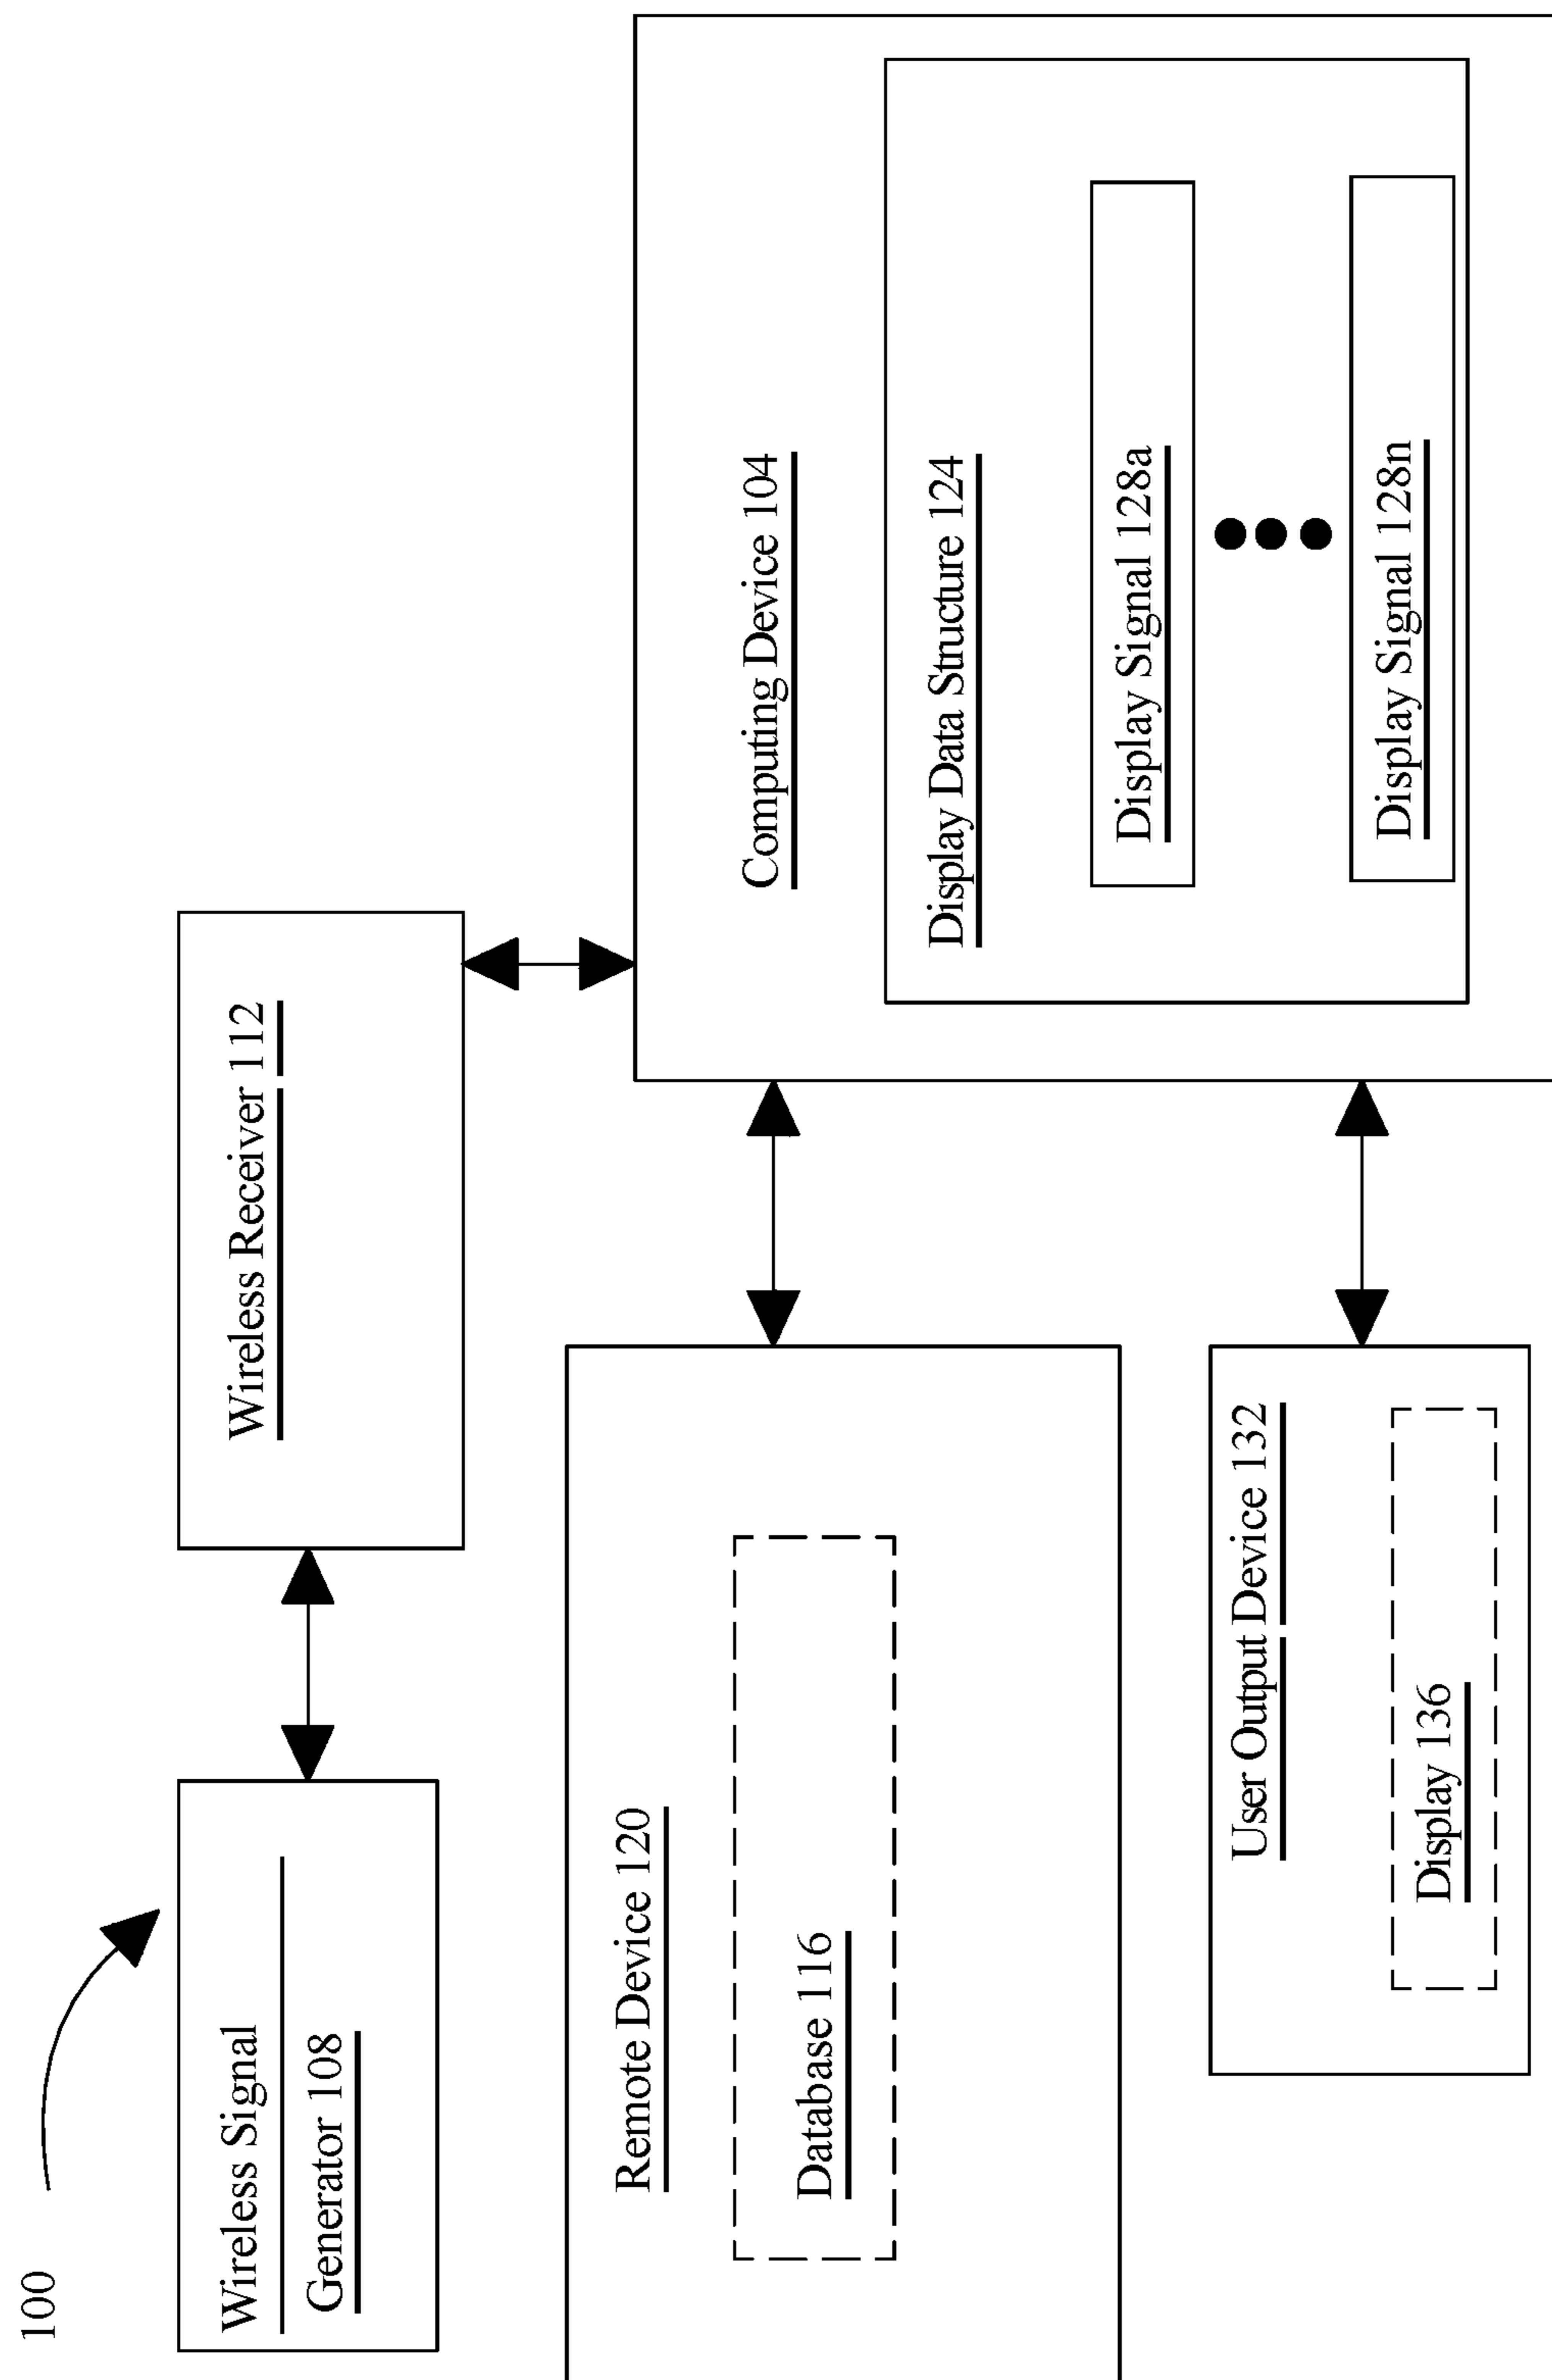 100
Wireless Signal
Generator 108
Wireless Receiver 112
Remote Device 120
Database 116
Computing Device 104
Display Data Structure 124
Display Signal 128a
Display Signal 128n
User Output Device 132
Display 136